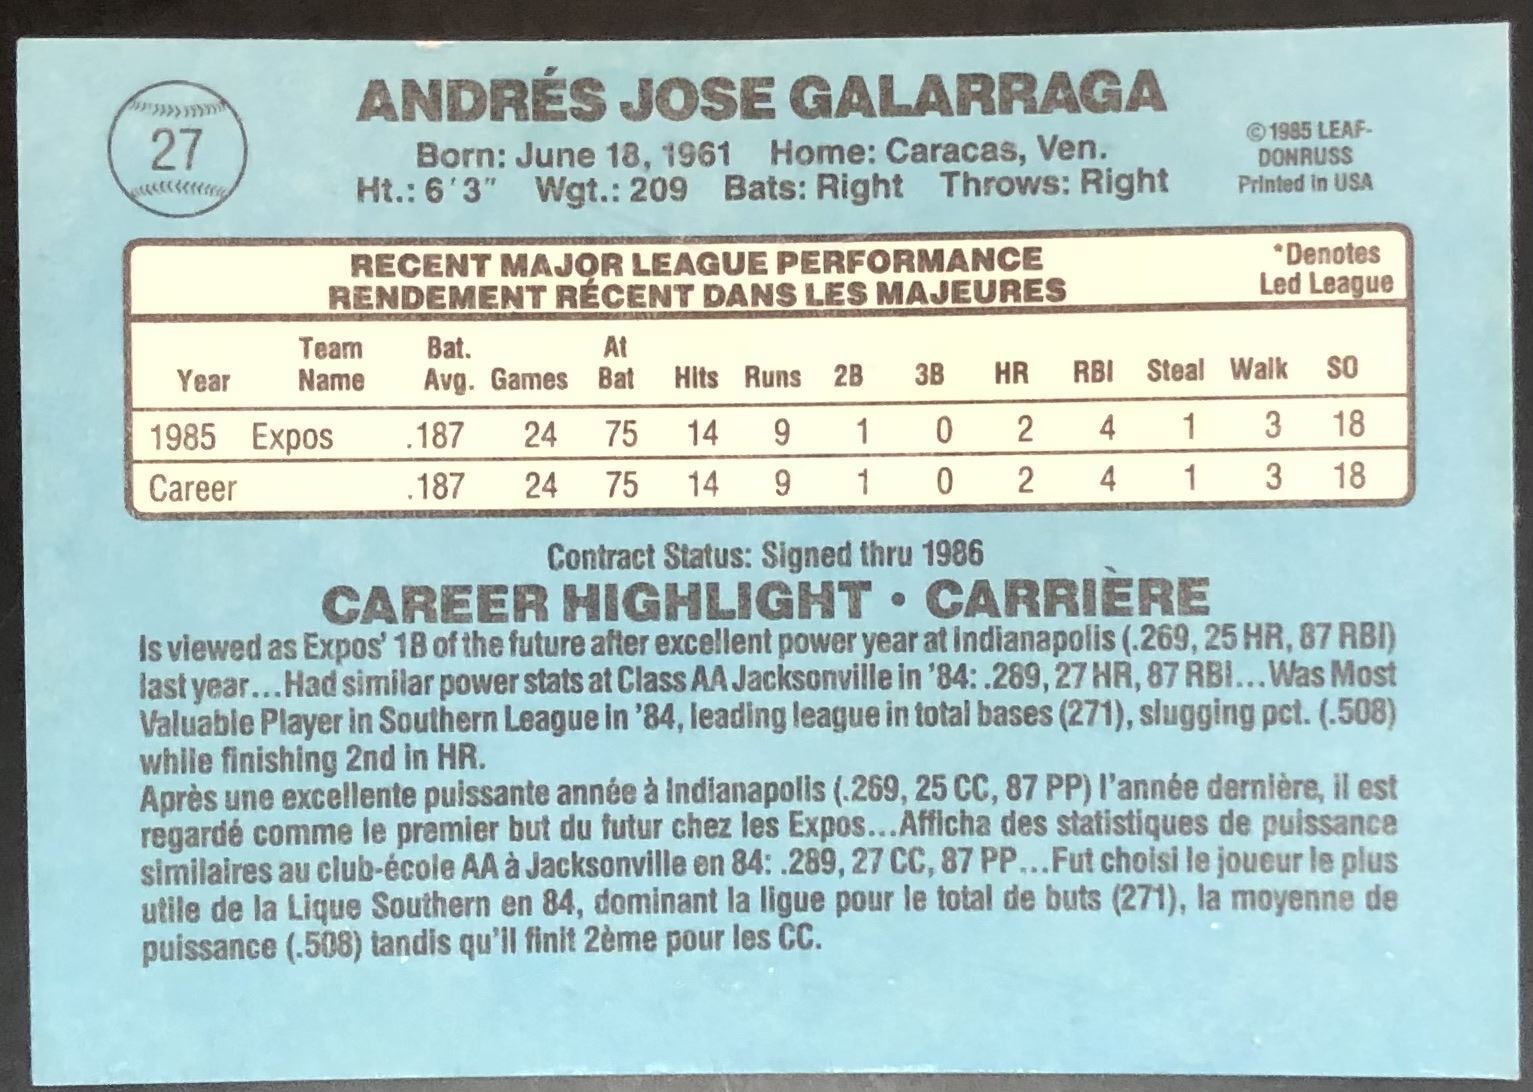 27
ANDRÉS JOSE GALARRAGA
Born: June 18, 1961 Home: Caracas, Ven.
Ht.: 6'3" Wgt.: 209 Bats: Right Throws: Right
©1985 LEAF-
DONRUSS
Printed in USA
RECENT MAJOR LEAGUE PERFORMANCE
RENDEMENT RÉCENT DANS LES MAJEURES
*Denotes
Led League
Year Team Name Bat. Avg. Games At Bat Hits Runs 2B 3B HR RBI Steal Walk SO
1985 Expos .187 24 75 14 9 1 0 2 4 1 3 18
Career .187 24 75 14 9 1 0 2 4 1 3 18
Contract Status: Signed thru 1986
CAREER HIGHLIGHT • CARRIÈRE
Is viewed as Expos' 1B of the future after excellent power year at Indianapolis (.269, 25 HR, 87 RBI)
last year...Had similar power stats at Class AA Jacksonville in '84: .289, 27 HR, 87 RBI...Was Most
Valuable Player in Southern League in '84, leading league in total bases (271), slugging pct. (.508)
while finishing 2nd in HR.
Après une excellente puissante année à Indianapolis (.269, 25 CC, 87 PP) l'année dernière, il est
regardé comme le premier but du futur chez les Expos...Afficha des statistiques de puissance
similaires au club-école AA à Jacksonville en 84: .289, 27 CC, 87 PP...Fut choisi le joueur le plus
utile de la Lique Southern en 84, dominant la ligue pour le total de buts (271), la moyenne de
puissance (.508) tandis qu'il finit 2ème pour les CC.